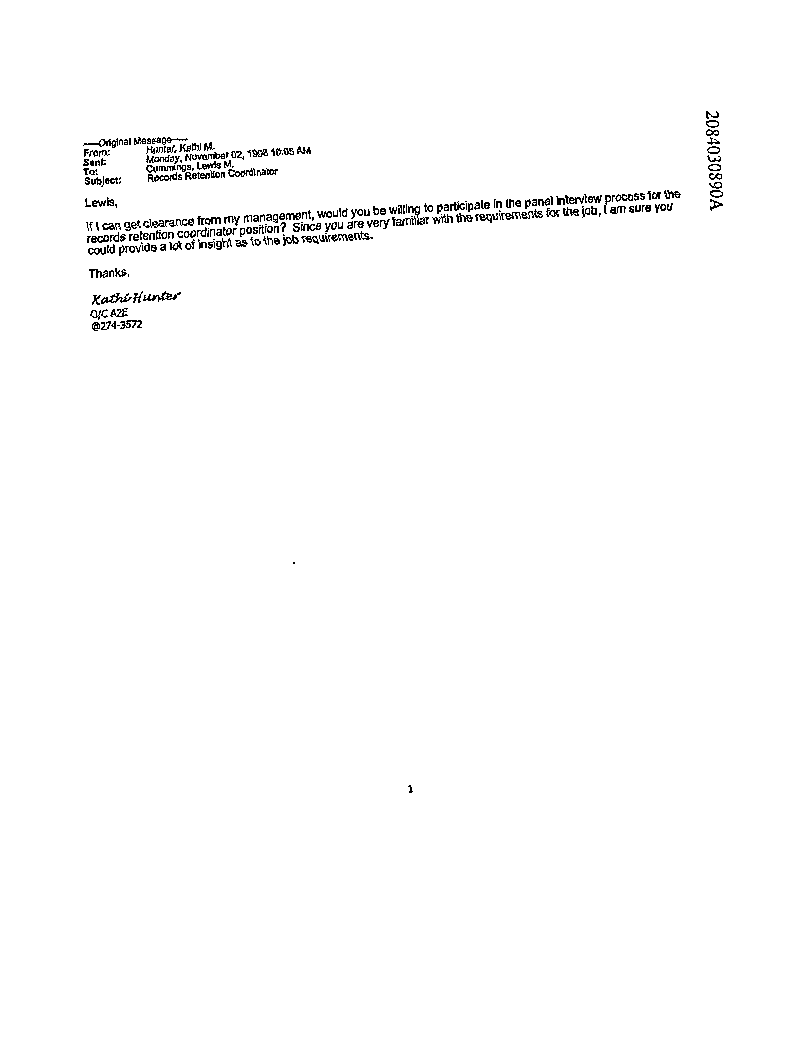 -----Original Message-----
From: Hunter, Kathi M.
Sent: Monday, November 02, 1998 10:05 AM
To: Cummings, Lewis M.
Subject: Records Retention Coordinator
Lewis,
If I can get clearance from my management, would you be willing to participate in the panel interview process for the
records retention coordinator position? Since you are very familiar with the requirements for the job, I am sure you
could provide a lot of insight as to the job requirements.
Thanks,
Kathi Hunter
O/C A2E
@274-3572
1
2084030890A